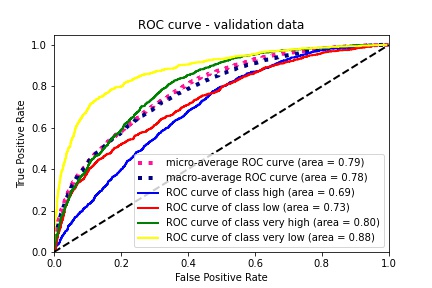 ROC curve - validation data
True Positive Rate
1.0
0.8
0.6
0.4
0.2
0.0
micro-average ROC curve (area = 0.79)
macro-average ROC curve (area = 0.78)
ROC curve of class high (area = 0.69)
ROC curve of class low (area = 0.73)
ROC curve of class very high (area = 0.80)
ROC curve of class very low (area = 0.88)
0.0 0.2 0.4 0.6 0.8 1.0
False Positive Rate